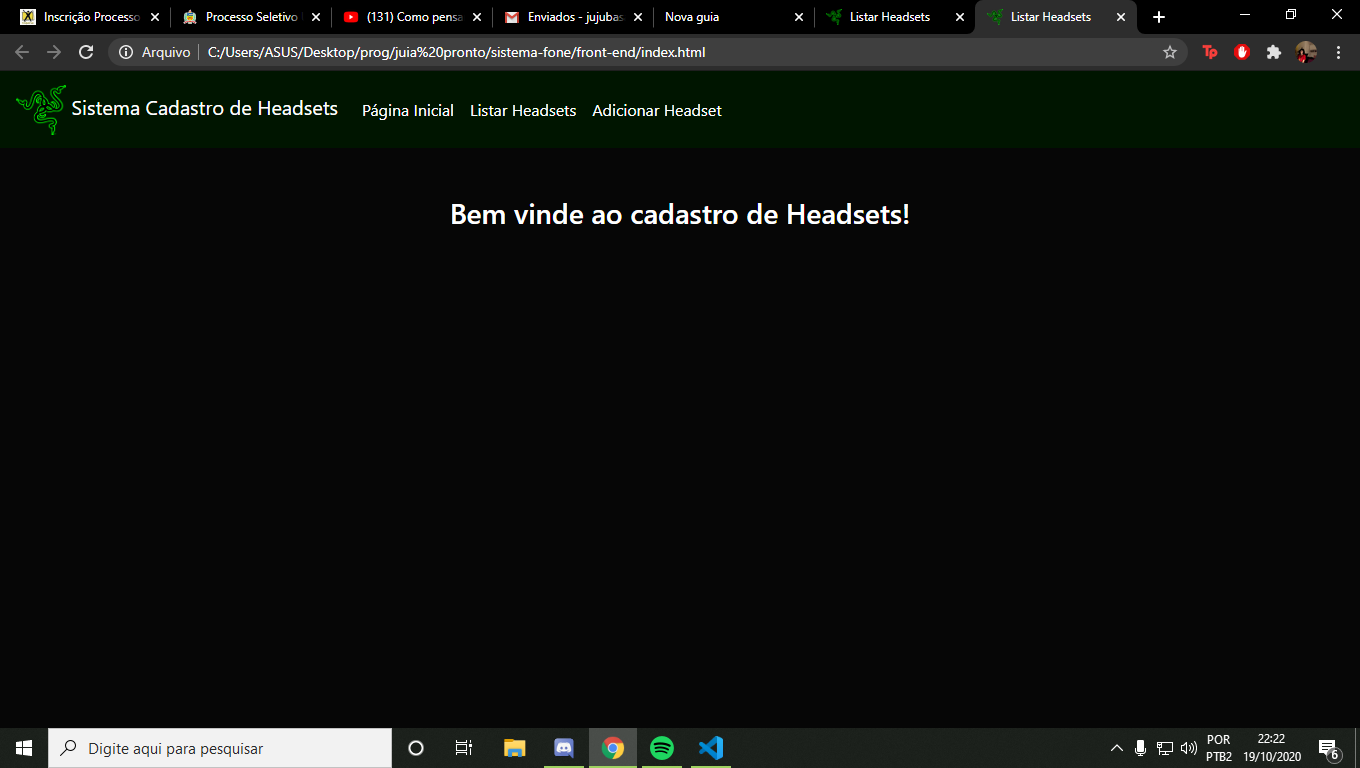 Inscrição Processo
Processo Seletivo
(131) Como pensa
Enviados - jujubas
Nova guia
Listar Headsets
Listar Headsets
Arquivo
C:/Users/ASUS/Desktop/prog/juia%20pronto/sistema-fone/front-end/index.html
Tp
Sistema Cadastro de Headsets
Página Inicial
Listar Headsets
Adicionar Headset
Bem vinde ao cadastro de Headsets!
Digite aqui para pesquisar
POR
PTB2
22:22
19/10/2020
6